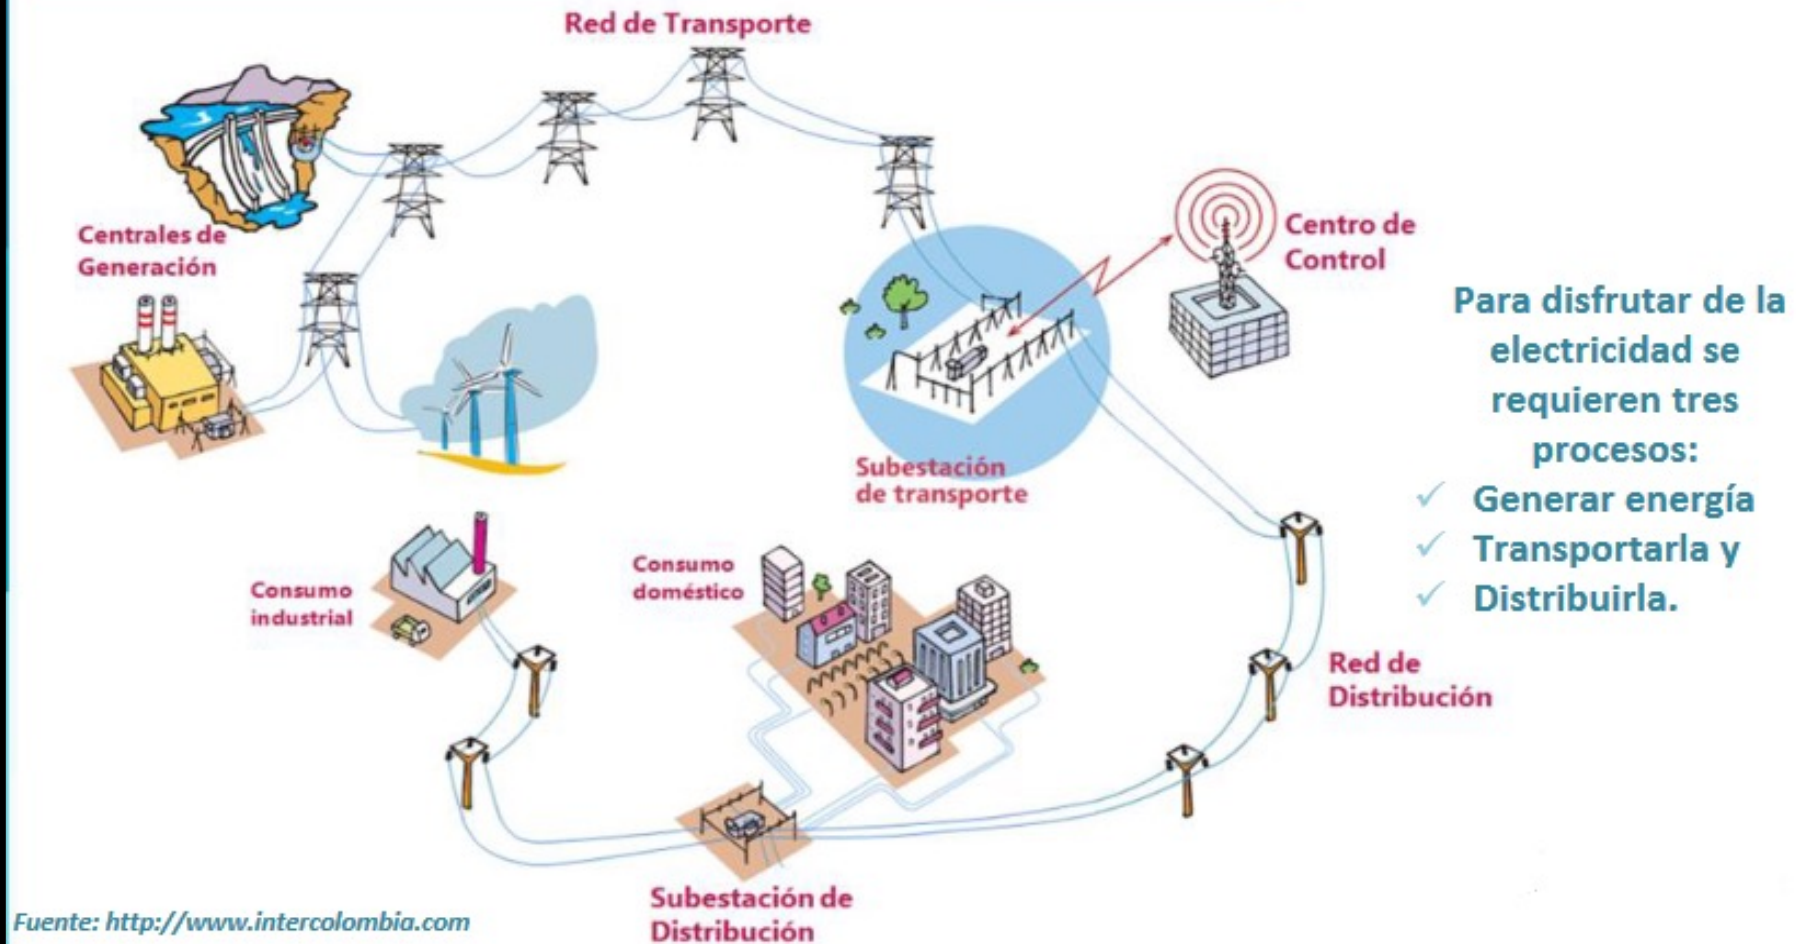 Red de Transporte
Centrales de
Generación
Centro de
Control
Subestación
de transporte
Consumo
industrial
Consumo
doméstico
Red de
Distribución
Subestación de
Distribución
Para disfrutar de la
electricidad se
requieren tres
procesos:
✓ Generar energía
✓ Transportarla y
✓ Distribuirla.
Fuente: http://www.intercolombia.com